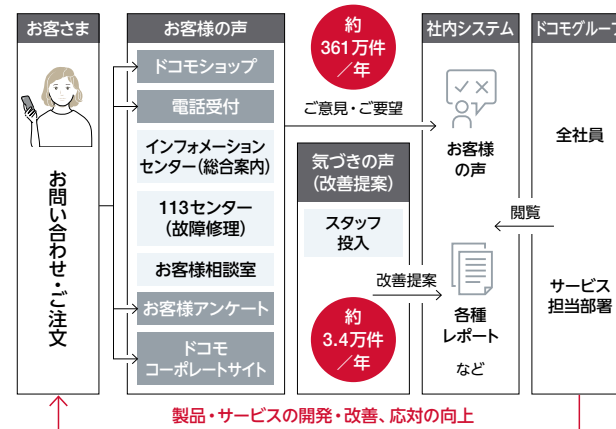 お客さま
お問い合わせ・ご注文
お客様の声
ドコモショップ
電話受付
インフォメーション
センター（総合案内）
113センター
（故障修理）
お客様相談室
お客様アンケート
ドコモ
コーポレートサイト
約
361万件
／年
ご意見・ご要望
気づきの声
（改善提案）
スタッフ
投入
改善提案
約
3.4万件
／年
社内システム
お客様
の声
各種
レポート
など
閲覧
ドコモグループ
全社員
サービス
担当部署
製品・サービスの開発・改善、応対の向上